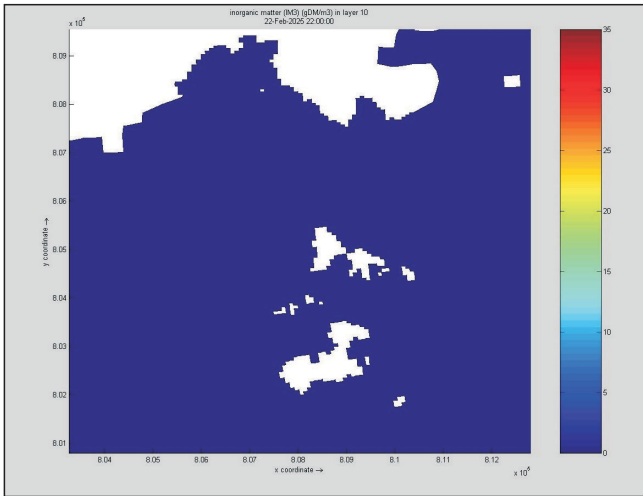 inorganic matter (IM3) (gDM/m3) in layer 10
22-Feb-2025 22:00:00
x 10⁶
8.09
8.08
8.07
8.06
8.05
8.04
8.03
8.02
8.01
y coordinate →
8.04 8.05 8.06 8.07 8.08 8.09 8.1 8.11 8.12
x coordinate →
x 10⁶
35
30
25
20
15
10
5
0